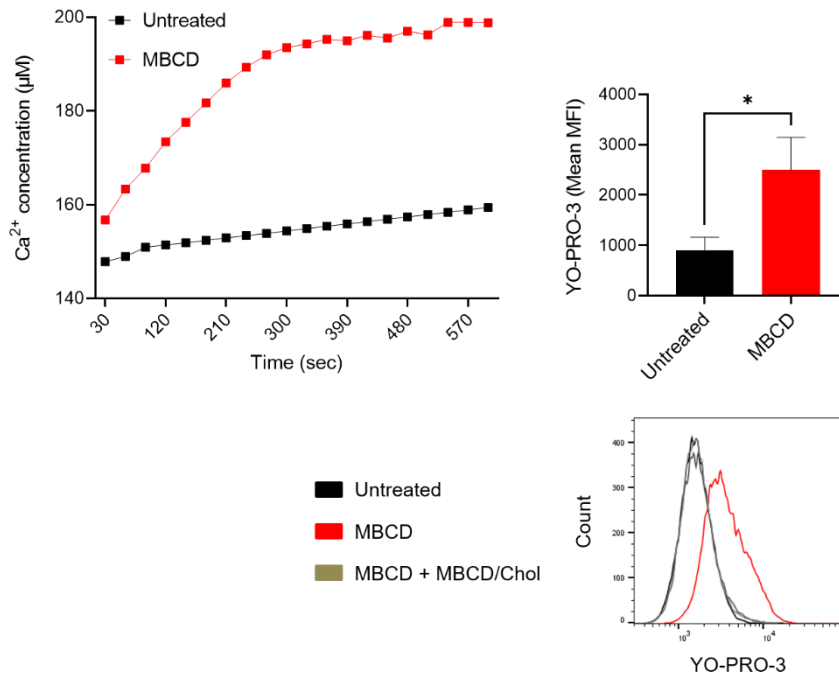 Untreated
MBCD
Ca²⁺ concentration (µM)
200
180
160
140
30
120
210
300
390
480
570
Time (sec)
YO-PRO-3 (Mean MFI)
4000
3000
2000
1000
0
*
Untreated
MBCD
Untreated
MBCD
MBCD + MBCD/Chol
Count
400
300
200
100
0
10³
10⁴
YO-PRO-3